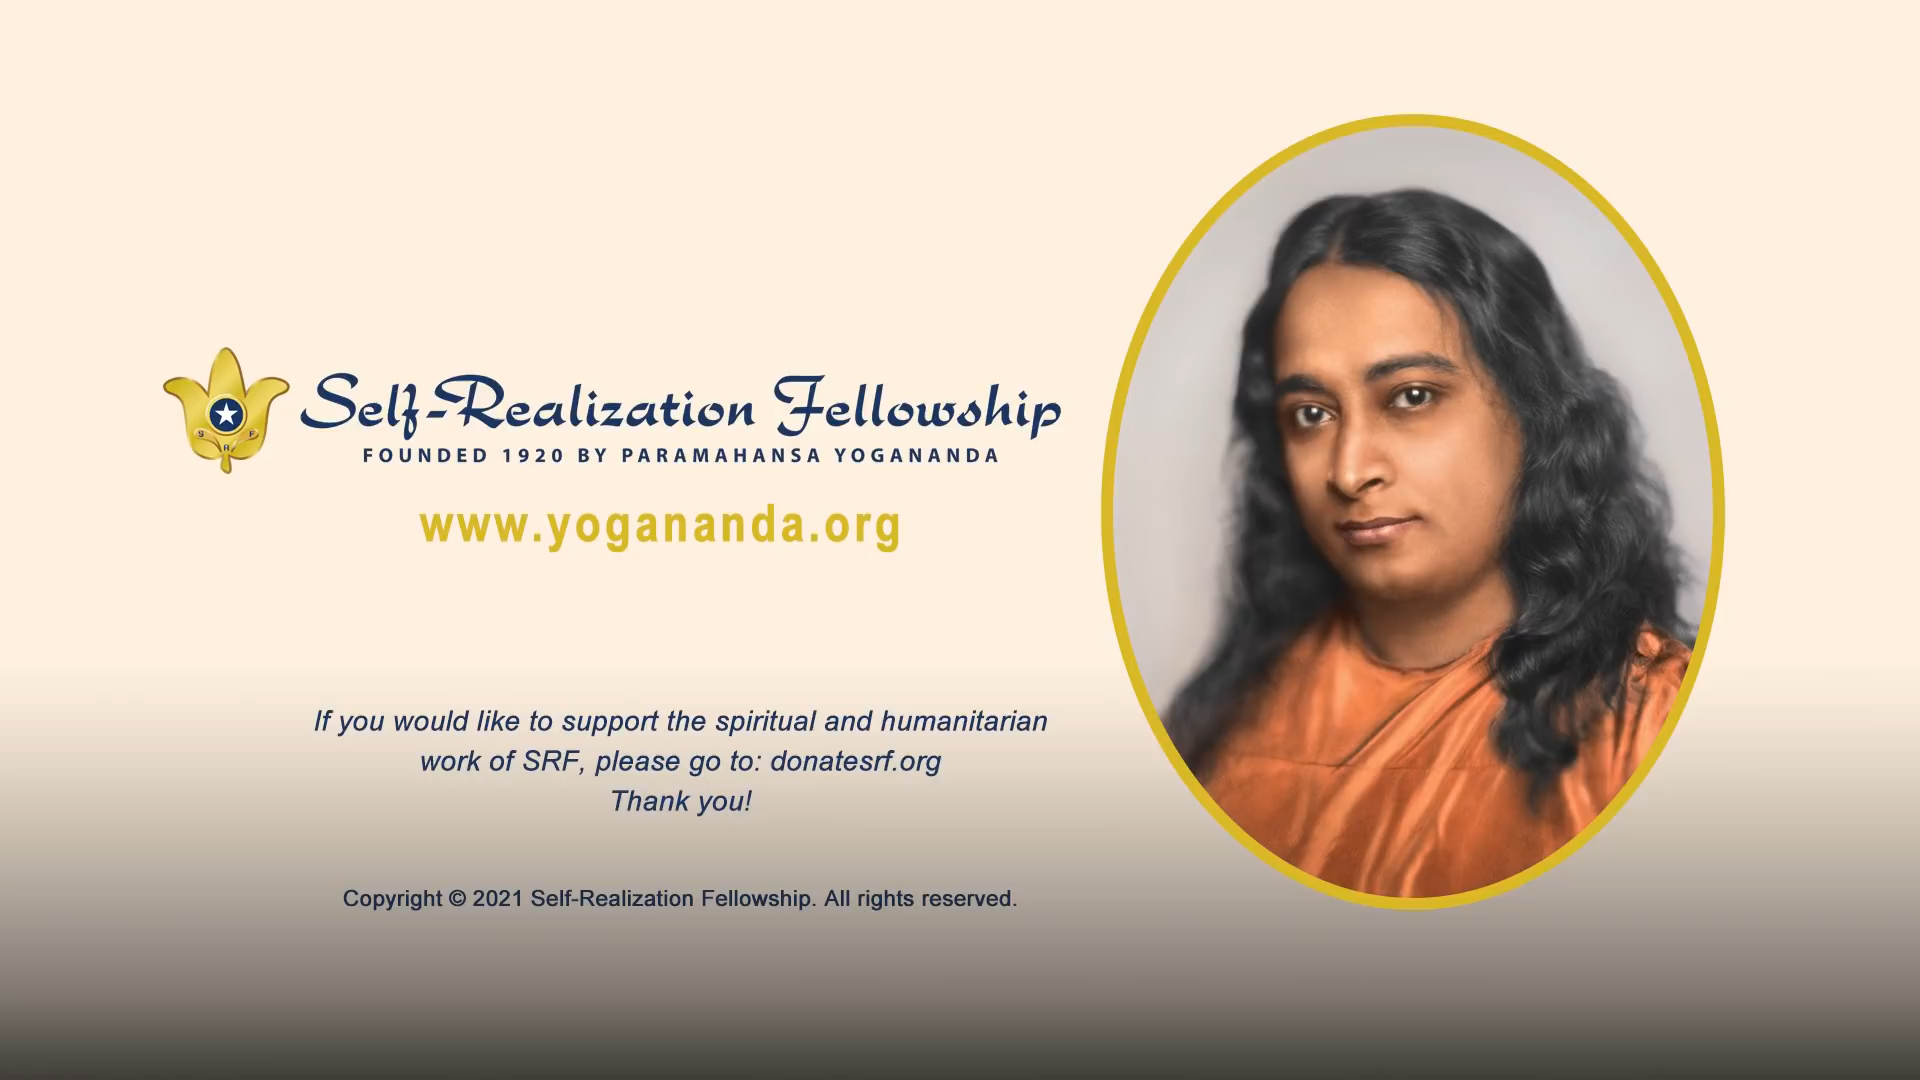 Self-Realization Fellowship
FOUNDED 1920 BY PARAMAHANSA YOGANANDA
S R F
www.yogananda.org
If you would like to support the spiritual and humanitarian
work of SRF, please go to: donatesrf.org
Thank you!
Copyright © 2021 Self-Realization Fellowship. All rights reserved.